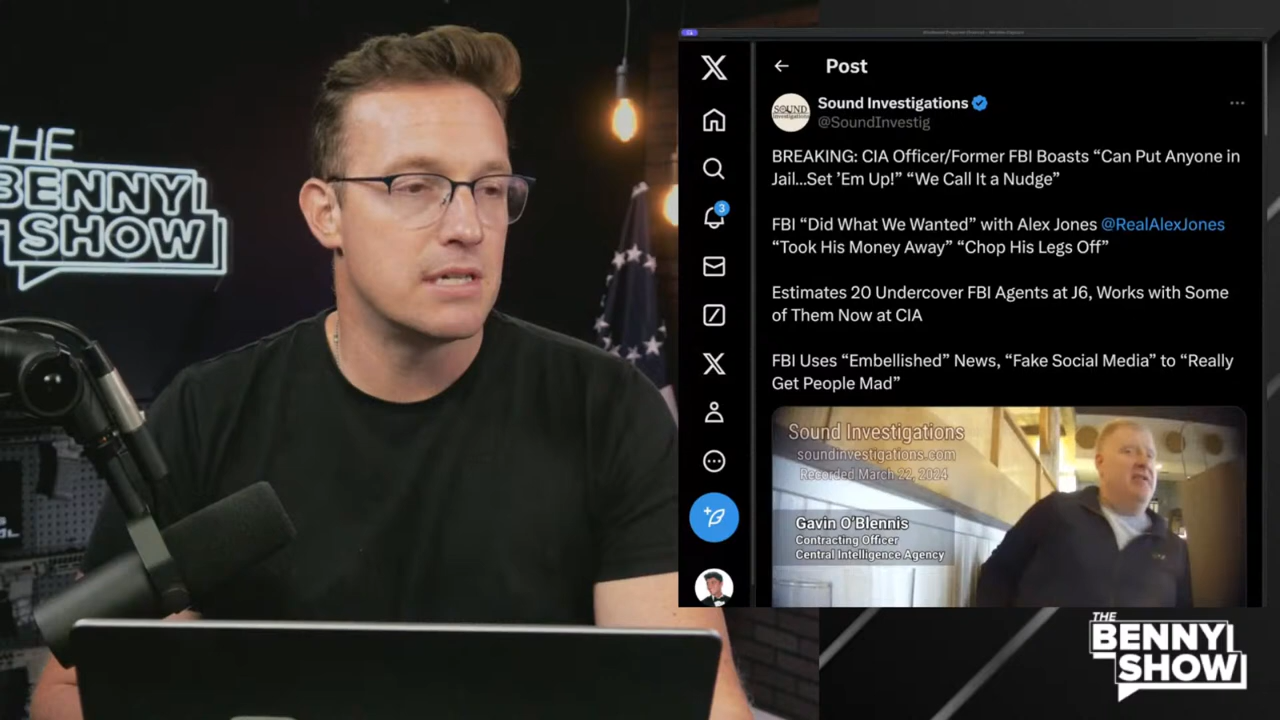 THE
BENNY
SHOW
Post
Sound Investigations
@SoundInvestig
BREAKING: CIA Officer/Former FBI Boasts “Can Put Anyone in
Jail...Set ’Em Up!” “We Call It a Nudge”
FBI “Did What We Wanted” with Alex Jones @RealAlexJones
“Took His Money Away” “Chop His Legs Off”
Estimates 20 Undercover FBI Agents at J6, Works with Some
of Them Now at CIA
FBI Uses “Embellished” News, “Fake Social Media” to “Really
Get People Mad”
3
SOUND
Investigations
Sound Investigations
soundinvestigations.com
Recorded March 22, 2024
Gavin O’Blennis
Contracting Officer
Central Intelligence Agency
THE
BENNY
SHOW